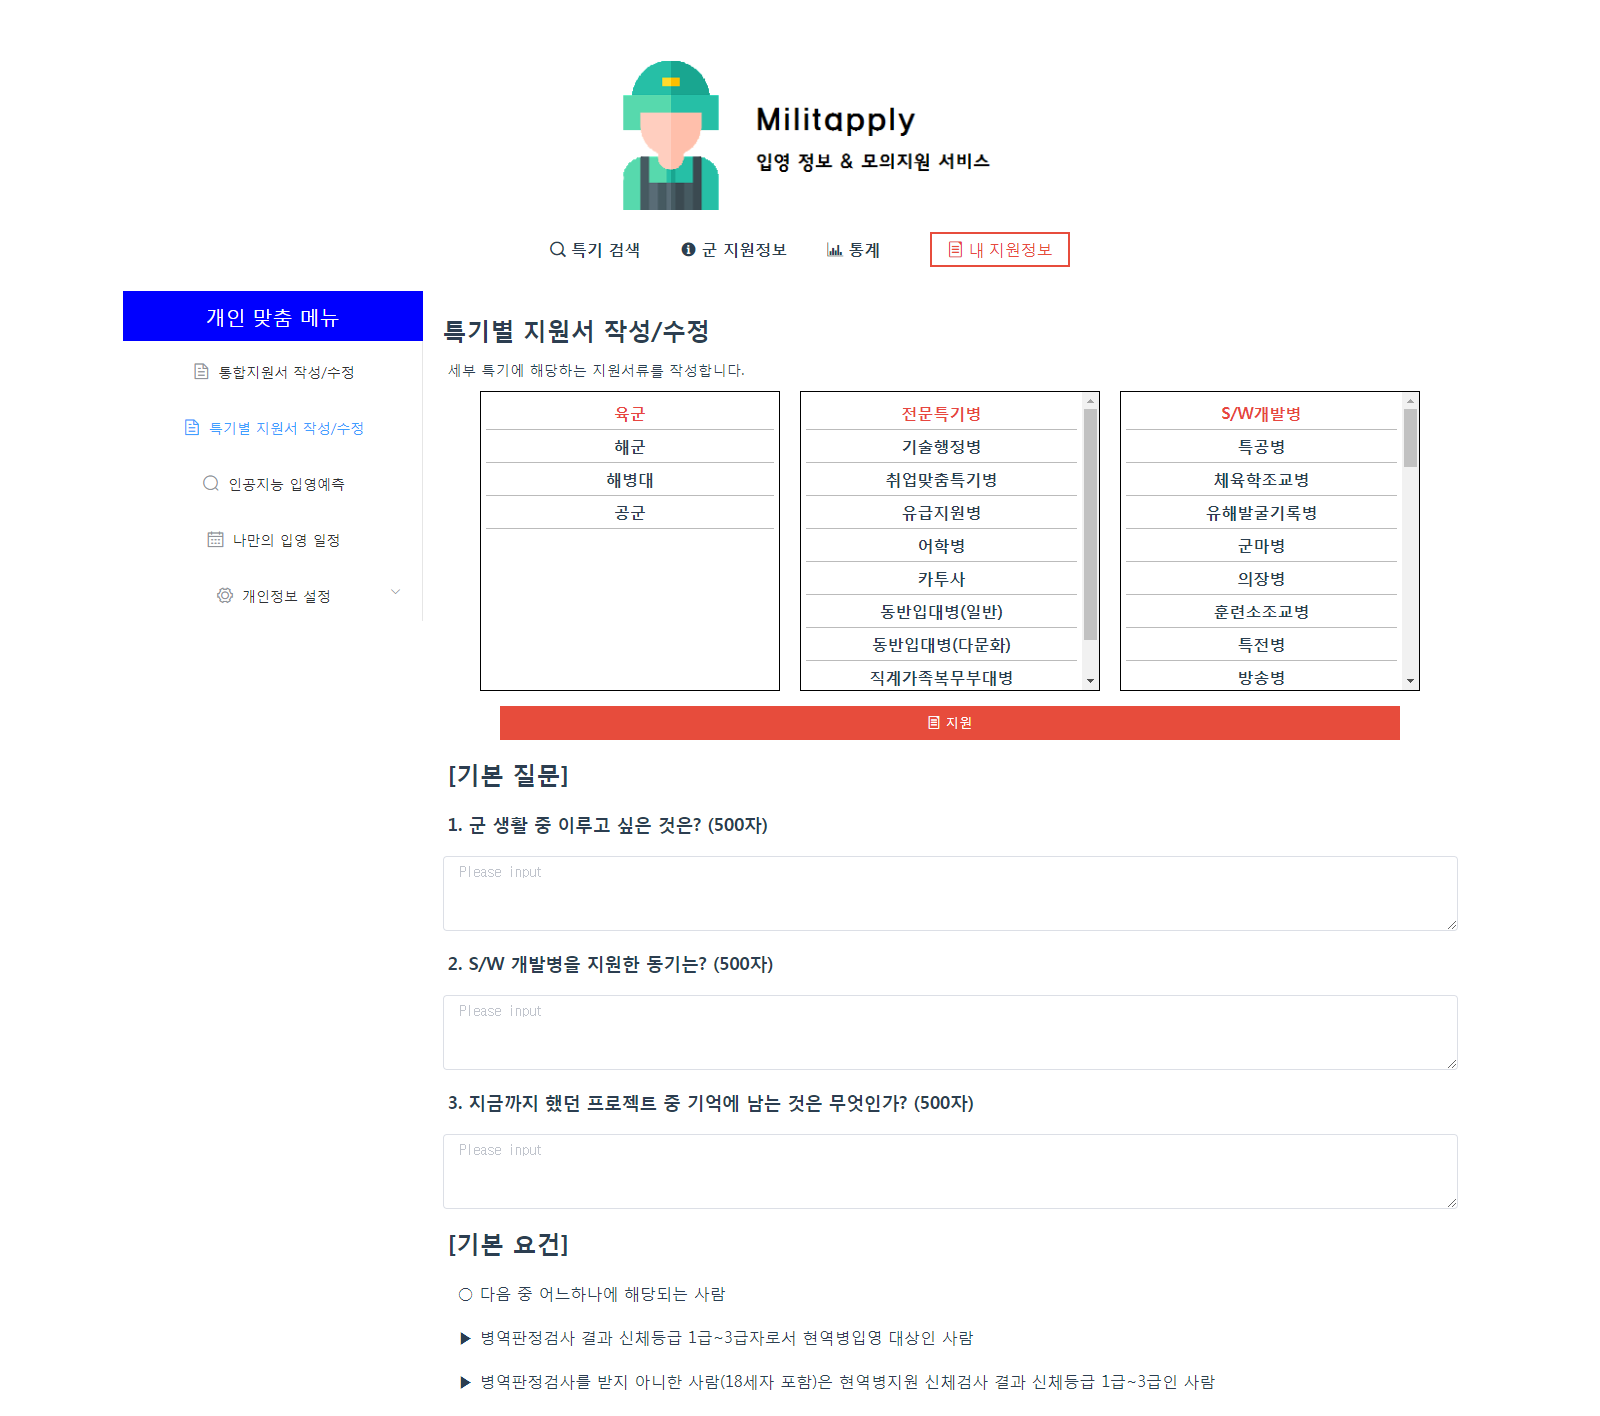 Militapply
입영 정보 & 모의지원 서비스
특기 검색 군 지원정보 통계 내 지원정보
개인 맞춤 메뉴
통합지원서 작성/수정
특기별 지원서 작성/수정
인공지능 입영예측
나만의 입영 일정
개인정보 설정
특기별 지원서 작성/수정
세부 특기에 해당하는 지원서류를 작성합니다.
육군
해군
해병대
공군
전문특기병
기술행정병
취업맞춤특기병
유급지원병
어학병
카투사
동반입대병(일반)
동반입대병(다문화)
직계가족복무부대병
S/W개발병
특공병
체육학조교병
유해발굴기록병
군마병
의장병
훈련소조교병
특전병
방송병
지원
[기본 질문]
1. 군 생활 중 이루고 싶은 것은? (500자)
Please input
2. S/W 개발병을 지원한 동기는? (500자)
Please input
3. 지금까지 했던 프로젝트 중 기억에 남는 것은 무엇인가? (500자)
Please input
[기본 요건]
○ 다음 중 어느하나에 해당되는 사람
▶ 병역판정검사 결과 신체등급 1급~3급자로서 현역병입영 대상인 사람
▶ 병역판정검사를 받지 아니한 사람(18세자 포함)은 현역병지원 신체검사 결과 신체등급 1급~3급인 사람